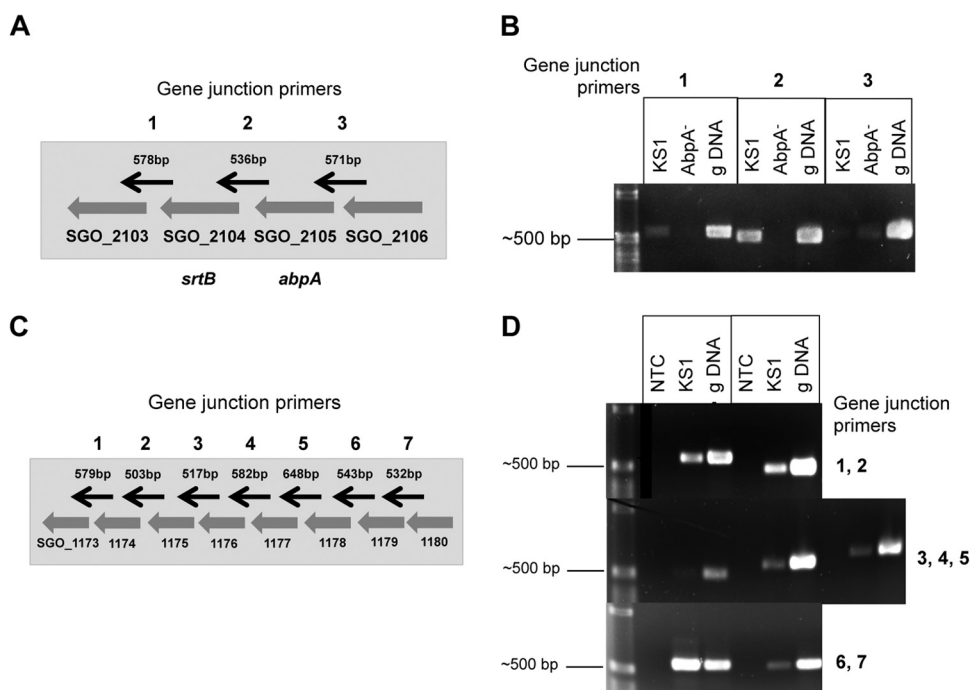 A
Gene junction primers
1 2 3
578bp 536bp 571bp
SGO_2103 SGO_2104 SGO_2105 SGO_2106
srtB abpA
B
Gene junction
primers
1 2 3
KS1 AbpA- g DNA KS1 AbpA- g DNA KS1 AbpA- g DNA
~500 bp
C
Gene junction primers
1 2 3 4 5 6 7
579bp 503bp 517bp 582bp 648bp 543bp 532bp
SGO_1173 1174 1175 1176 1177 1178 1179 1180
D
NTC KS1 g DNA NTC KS1 g DNA
Gene junction
primers
~500 bp 1, 2
~500 bp 3, 4, 5
~500 bp 6, 7